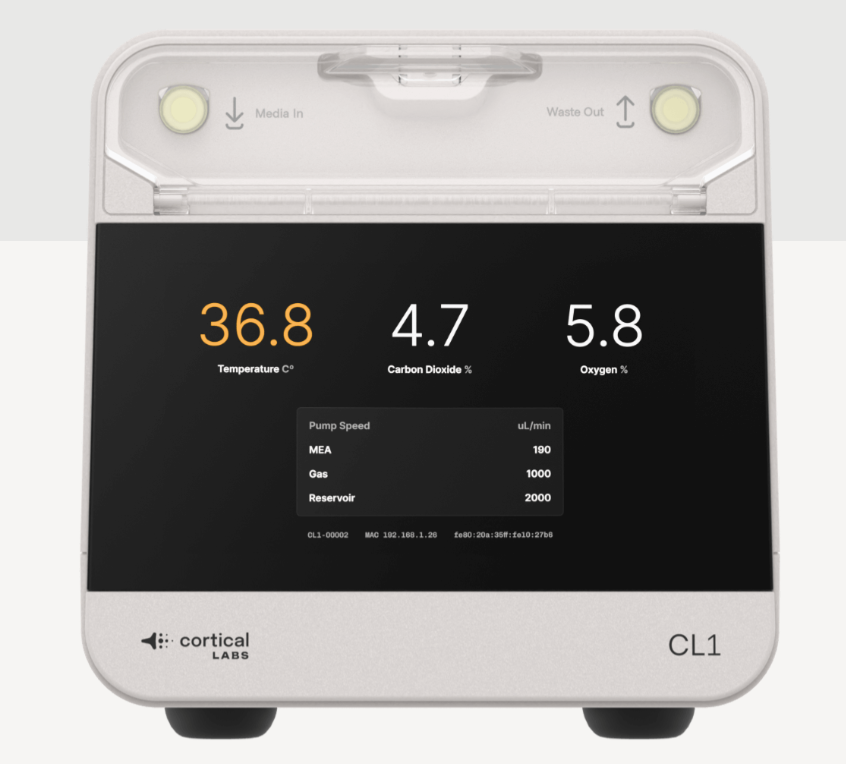 Media In
Waste Out
36.8 4.7 5.8
Temperature C° Carbon Dioxide % Oxygen %
Pump Speed uL/min
MEA 190
Gas 1000
Reservoir 2000
CL1-00002 MAC 192.168.1.26 fe80:20a:35ff:fe10:27b6
cortical
LABS
CL1